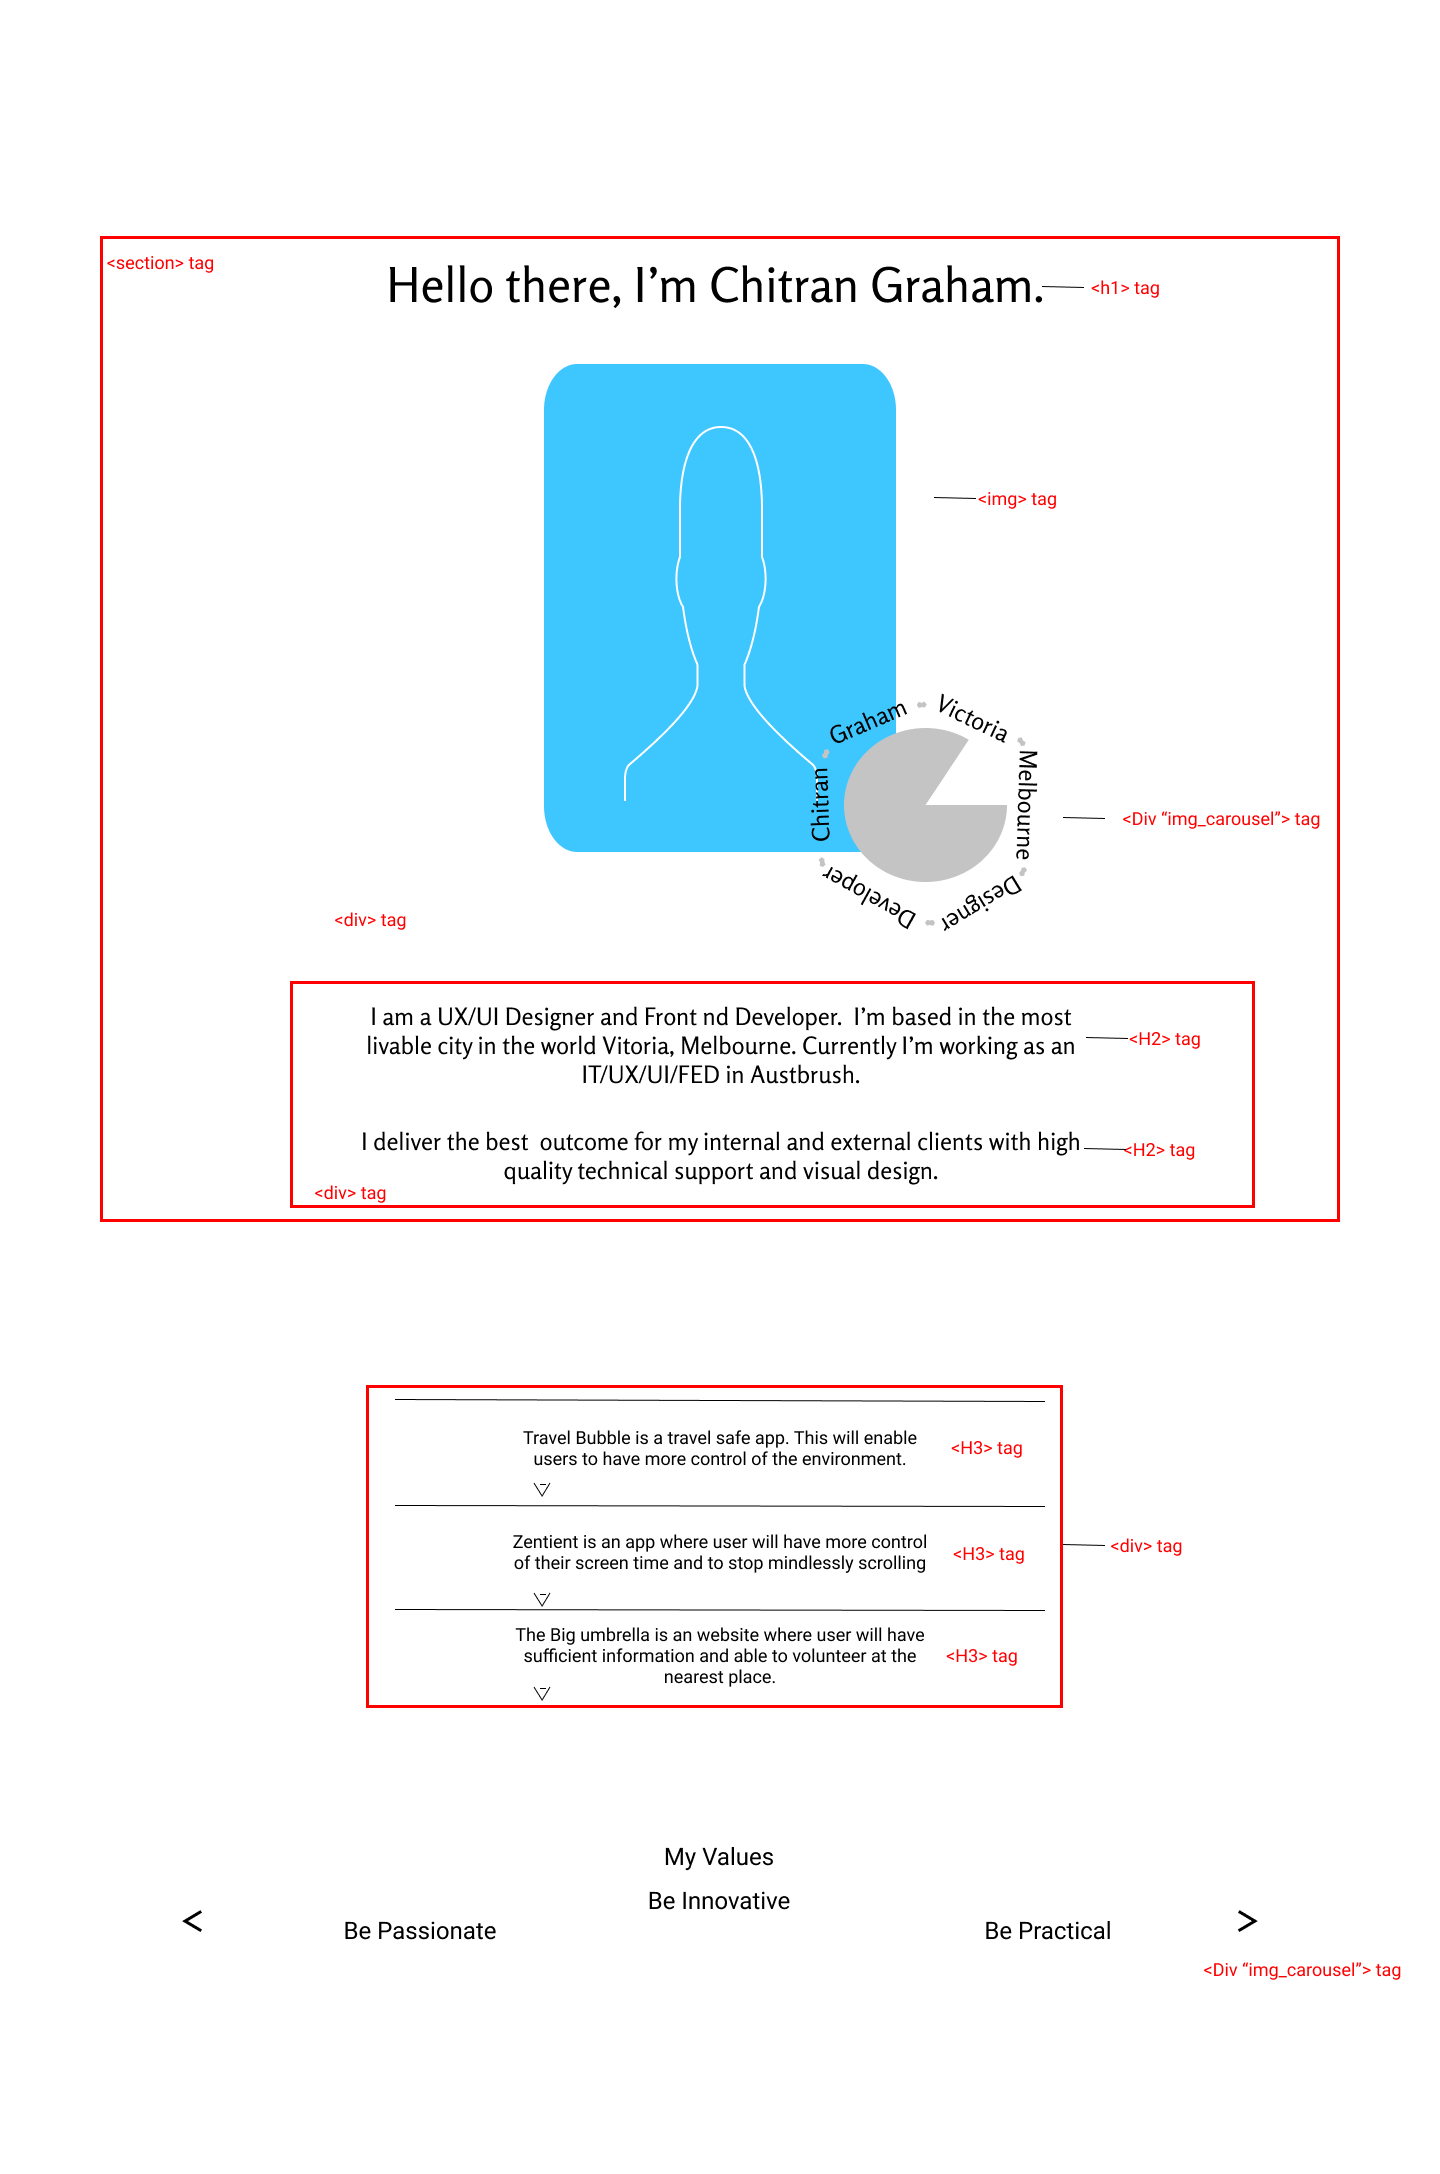 <section> tag
Hello there, I’m Chitran Graham.
<h1> tag
<img> tag
Graham
Victoria
Chitran
Melbourne
<Div “img_carousel”> tag
Developer
Designer
<div> tag
I am a UX/UI Designer and Front nd Developer.  I’m based in the most
livable city in the world Vitoria, Melbourne. Currently I’m working as an
IT/UX/UI/FED in Austbrush.
<H2> tag
I deliver the best  outcome for my internal and external clients with high
quality technical support and visual design.
<H2> tag
<div> tag
Travel Bubble is a travel safe app. This will enable
users to have more control of the environment.
<H3> tag
Zentient is an app where user will have more control
of their screen time and to stop mindlessly scrolling
<H3> tag
<div> tag
The Big umbrella is an website where user will have
sufficient information and able to volunteer at the
nearest place.
<H3> tag
My Values
Be Innovative
<
Be Passionate
Be Practical
>
<Div “img_carousel”> tag